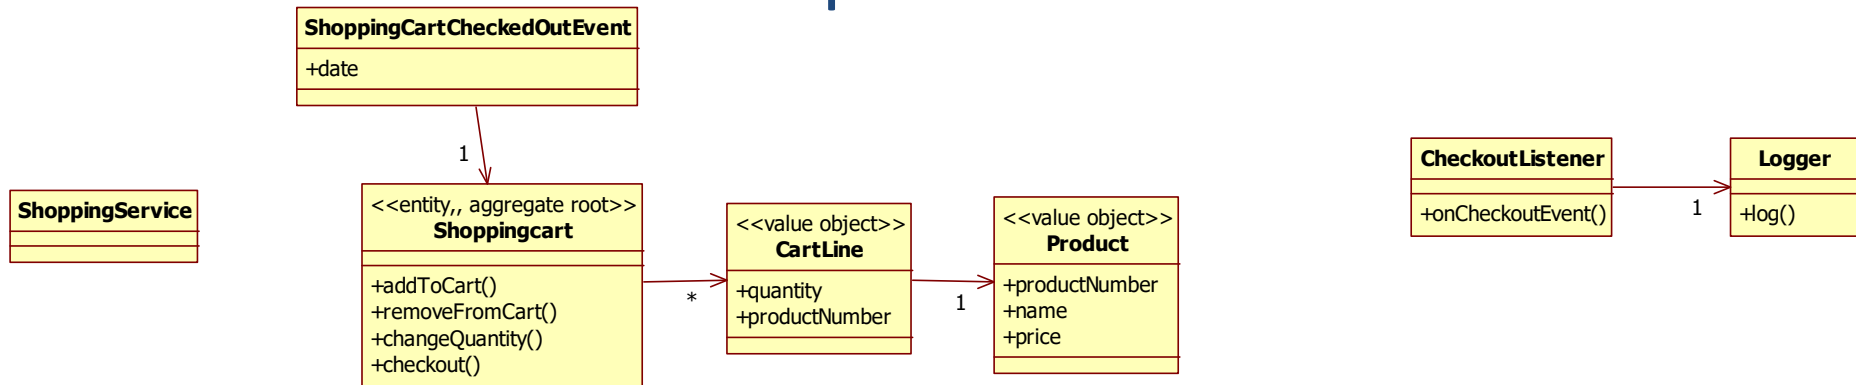 ShoppingCartCheckedOutEvent
+date
1
ShoppingService
<<entity,, aggregate root>>
Shoppingcart
+addToCart()
+removeFromCart()
+changeQuantity()
+checkout()
*
<<value object>>
CartLine
+quantity
+productNumber
1
<<value object>>
Product
+productNumber
+name
+price
CheckoutListener
+onCheckoutEvent()
1
Logger
+log()